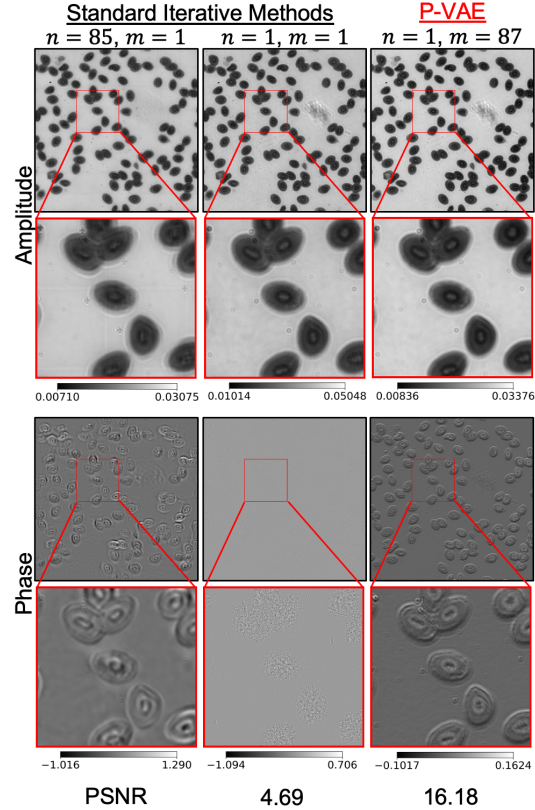 Standard Iterative Methods P-VAE
n = 85, m = 1 n = 1, m = 1 n = 1, m = 87
Amplitude
0.00710 0.03075 0.01014 0.05048 0.00836 0.03376
Phase
−1.016 1.290 −1.094 0.706 −0.1017 0.1624
PSNR 4.69 16.18